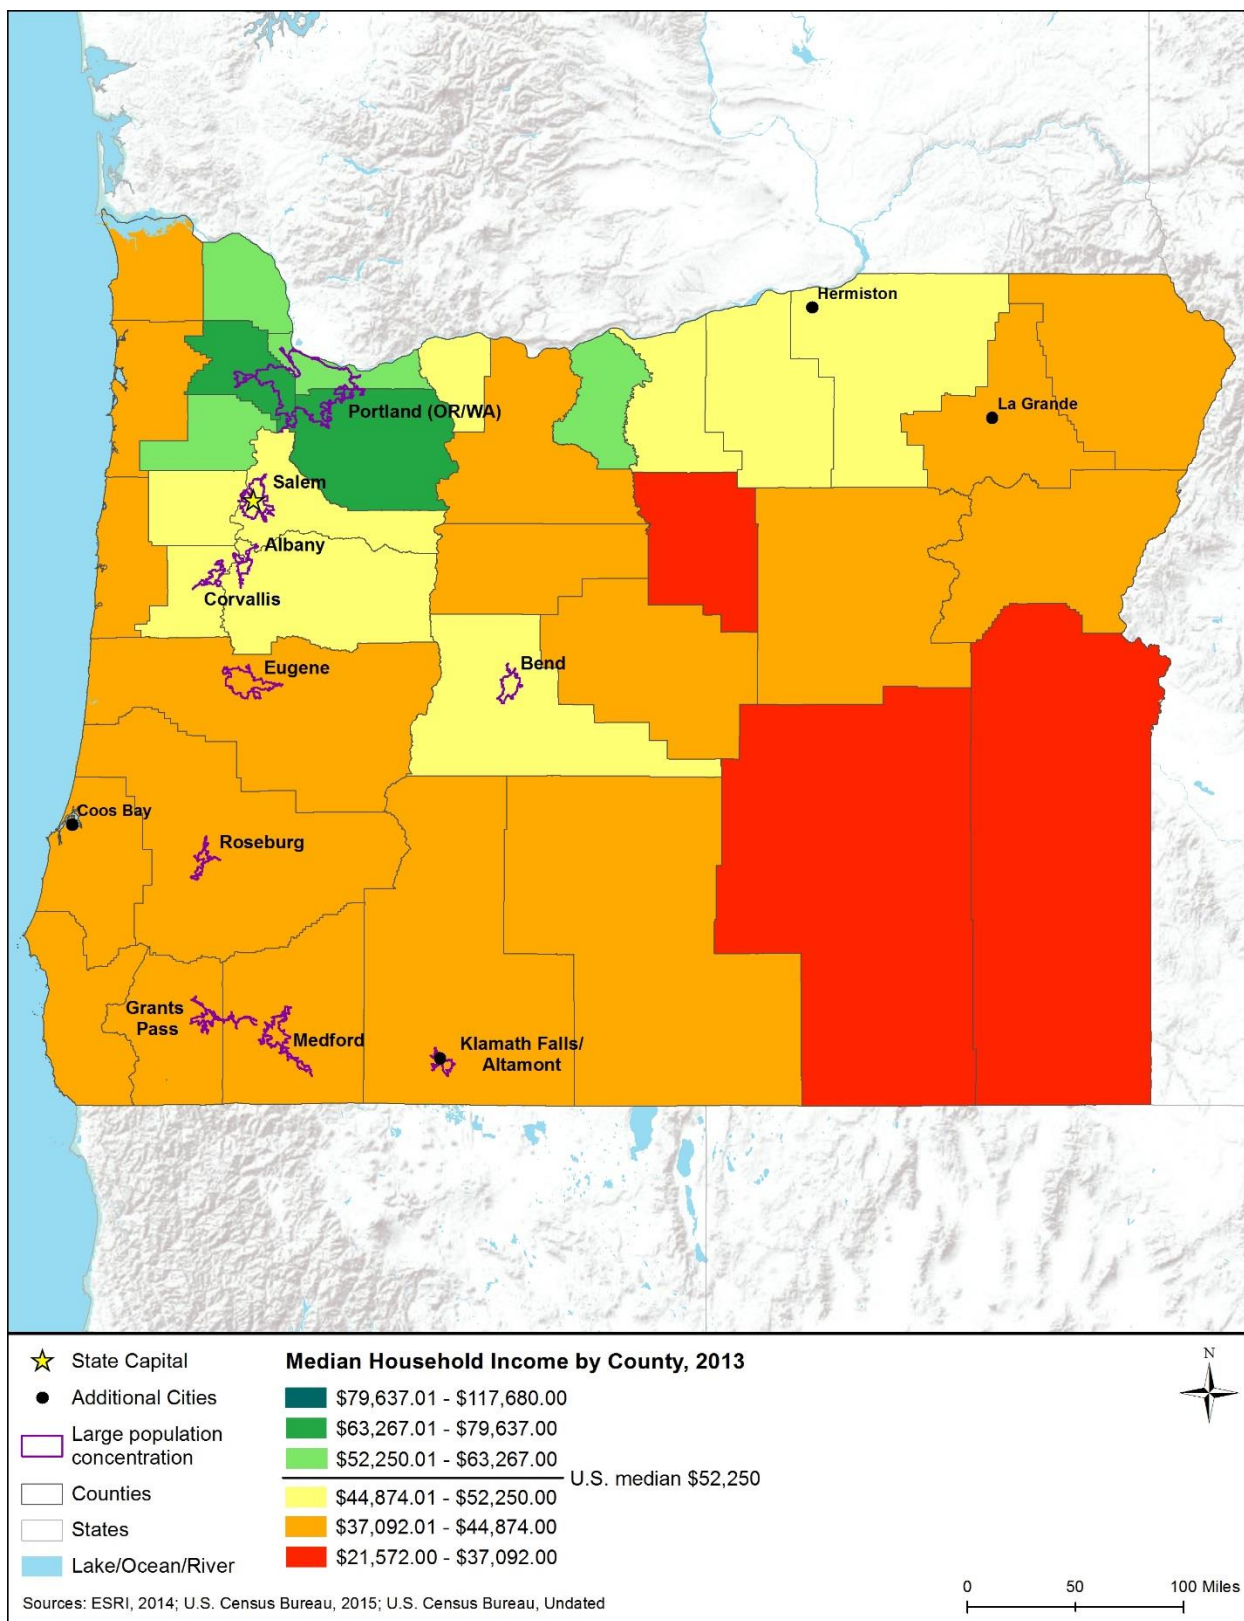 Hermiston
La Grande
Portland (OR/WA)
Salem
Albany
Corvallis
Eugene
Bend
Coos Bay
Roseburg
Grants
Pass
Medford
Klamath Falls/
Altamont
State Capital
Additional Cities
Large population
concentration
Counties
States
Lake/Ocean/River
Median Household Income by County, 2013
$79,637.01 - $117,680.00
$63,267.01 - $79,637.00
$52,250.01 - $63,267.00
U.S. median $52,250
$44,874.01 - $52,250.00
$37,092.01 - $44,874.00
$21,572.00 - $37,092.00
N
Sources: ESRI, 2014; U.S. Census Bureau, 2015; U.S. Census Bureau, Undated
0 50 100 Miles